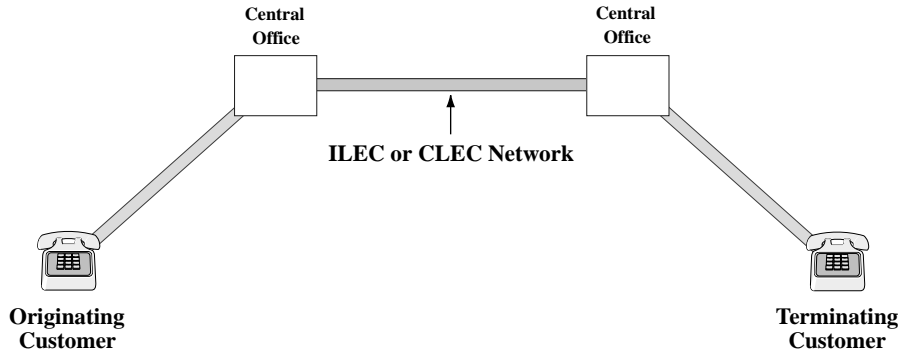 Central
Office
Central
Office
ILEC or CLEC Network
Originating
Customer
Terminating
Customer